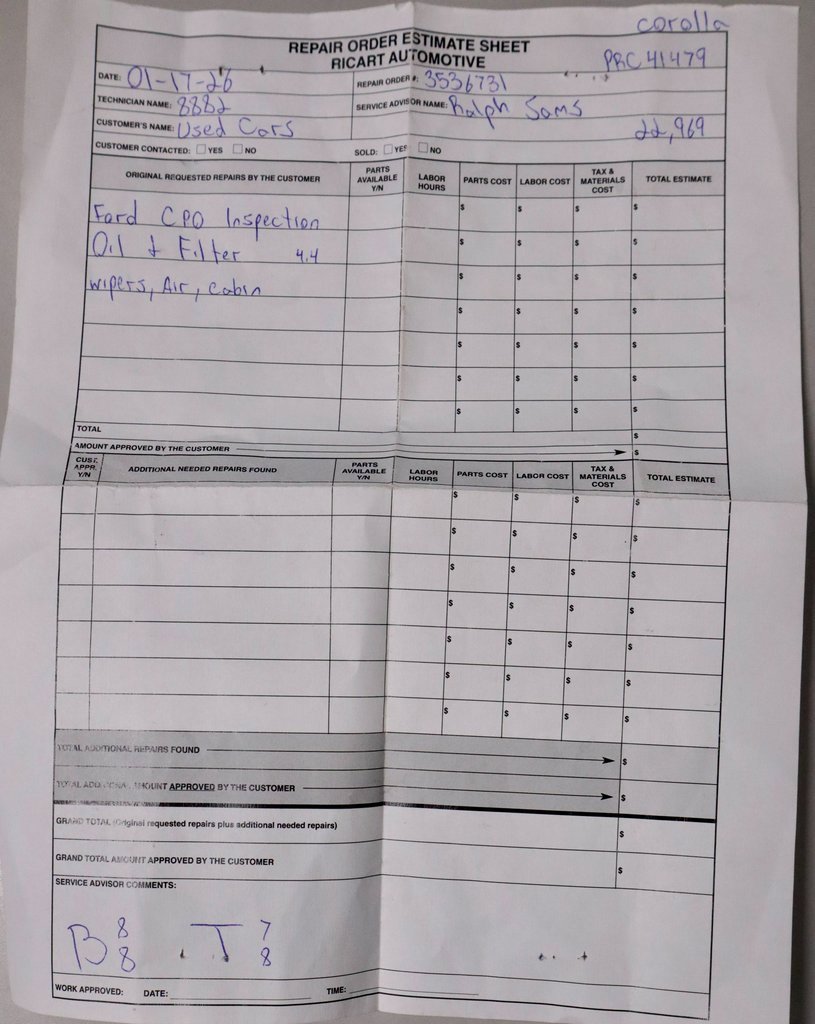 corolla
REPAIR ORDER ESTIMATE SHEET
RICART AUTOMOTIVE
PRC 41479
DATE: 01-17-26
REPAIR ORDER #: 3536731
TECHNICIAN NAME: 8882
SERVICE ADVISOR NAME: Ralph Sams
CUSTOMER'S NAME: Used Cars
22,969
CUSTOMER CONTACTED: YES NO SOLD: YES NO
ORIGINAL REQUESTED REPAIRS BY THE CUSTOMER PARTS AVAILABLE Y/N LABOR HOURS PARTS COST LABOR COST TAX & MATERIALS COST TOTAL ESTIMATE
Ford CPO Inspection $ $ $ $
Oil & Filter 4.4 $ $ $ $
wipers, Air, cabin $ $ $ $
$ $ $ $
$ $ $ $
$ $ $ $
$ $ $ $
TOTAL $
AMOUNT APPROVED BY THE CUSTOMER $
CUST. APPR. Y/N ADDITIONAL NEEDED REPAIRS FOUND PARTS AVAILABLE Y/N LABOR HOURS PARTS COST LABOR COST TAX & MATERIALS COST TOTAL ESTIMATE
$ $ $ $
$ $ $ $
$ $ $ $
$ $ $ $
$ $ $ $
$ $ $ $
$ $ $ $
TOTAL ADDITIONAL REPAIRS FOUND $
TOTAL ADDITIONAL AMOUNT APPROVED BY THE CUSTOMER $
GRAND TOTAL (Original requested repairs plus additional needed repairs) $
GRAND TOTAL AMOUNT APPROVED BY THE CUSTOMER $
SERVICE ADVISOR COMMENTS:
B 8 8 T 7 8
WORK APPROVED: DATE: TIME: